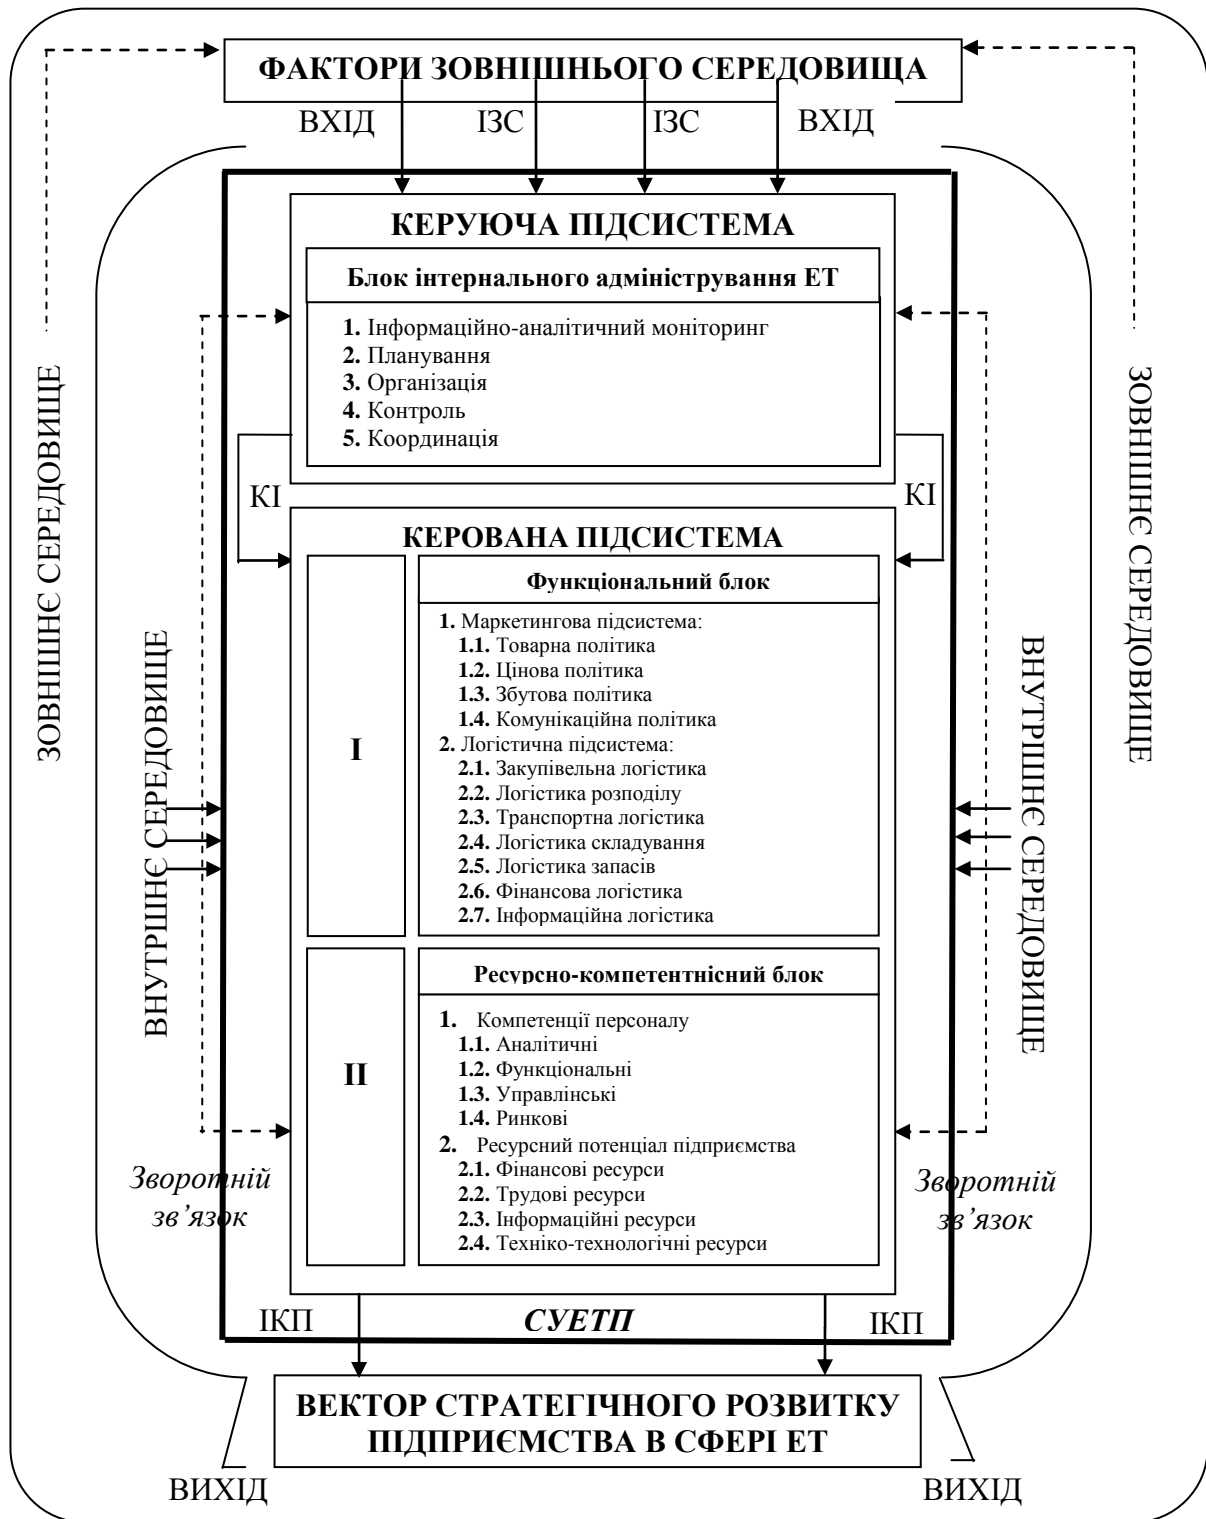 ФАКТОРИ ЗОВНІШНЬОГО СЕРЕДОВИЩА
ВХІД ІЗС ІЗС ВХІД
КЕРУЮЧА ПІДСИСТЕМА
Блок інтернального адміністрування ЕТ
1. Інформаційно-аналітичний моніторинг
2. Планування
3. Організація
4. Контроль
5. Координація
ЗОВНІШНЄ СЕРЕДОВИЩЕ
ЗОВНІШНЄ СЕРЕДОВИЩЕ
КІ КІ
КЕРОВАНА ПІДСИСТЕМА
ВНУТРІШНЄ СЕРЕДОВИЩЕ
ВНУТРІШНЄ СЕРЕДОВИЩЕ
І
Функціональний блок
1. Маркетингова підсистема:
1.1. Товарна політика
1.2. Цінова політика
1.3. Збутова політика
1.4. Комунікаційна політика
2. Логістична підсистема:
2.1. Закупівельна логістика
2.2. Логістика розподілу
2.3. Транспортна логістика
2.4. Логістика складування
2.5. Логістика запасів
2.6. Фінансова логістика
2.7. Інформаційна логістика
ІІ
Ресурсно-компетентнісний блок
1. Компетенції персоналу
1.1. Аналітичні
1.2. Функціональні
1.3. Управлінські
1.4. Ринкові
2. Ресурсний потенціал підприємства
2.1. Фінансові ресурси
2.2. Трудові ресурси
2.3. Інформаційні ресурси
2.4. Техніко-технологічні ресурси
Зворотній
зв’язок
Зворотній
зв’язок
ІКП СУЕТП ІКП
ВЕКТОР СТРАТЕГІЧНОГО РОЗВИТКУ
ПІДПРИЄМСТВА В СФЕРІ ЕТ
ВИХІД ВИХІД